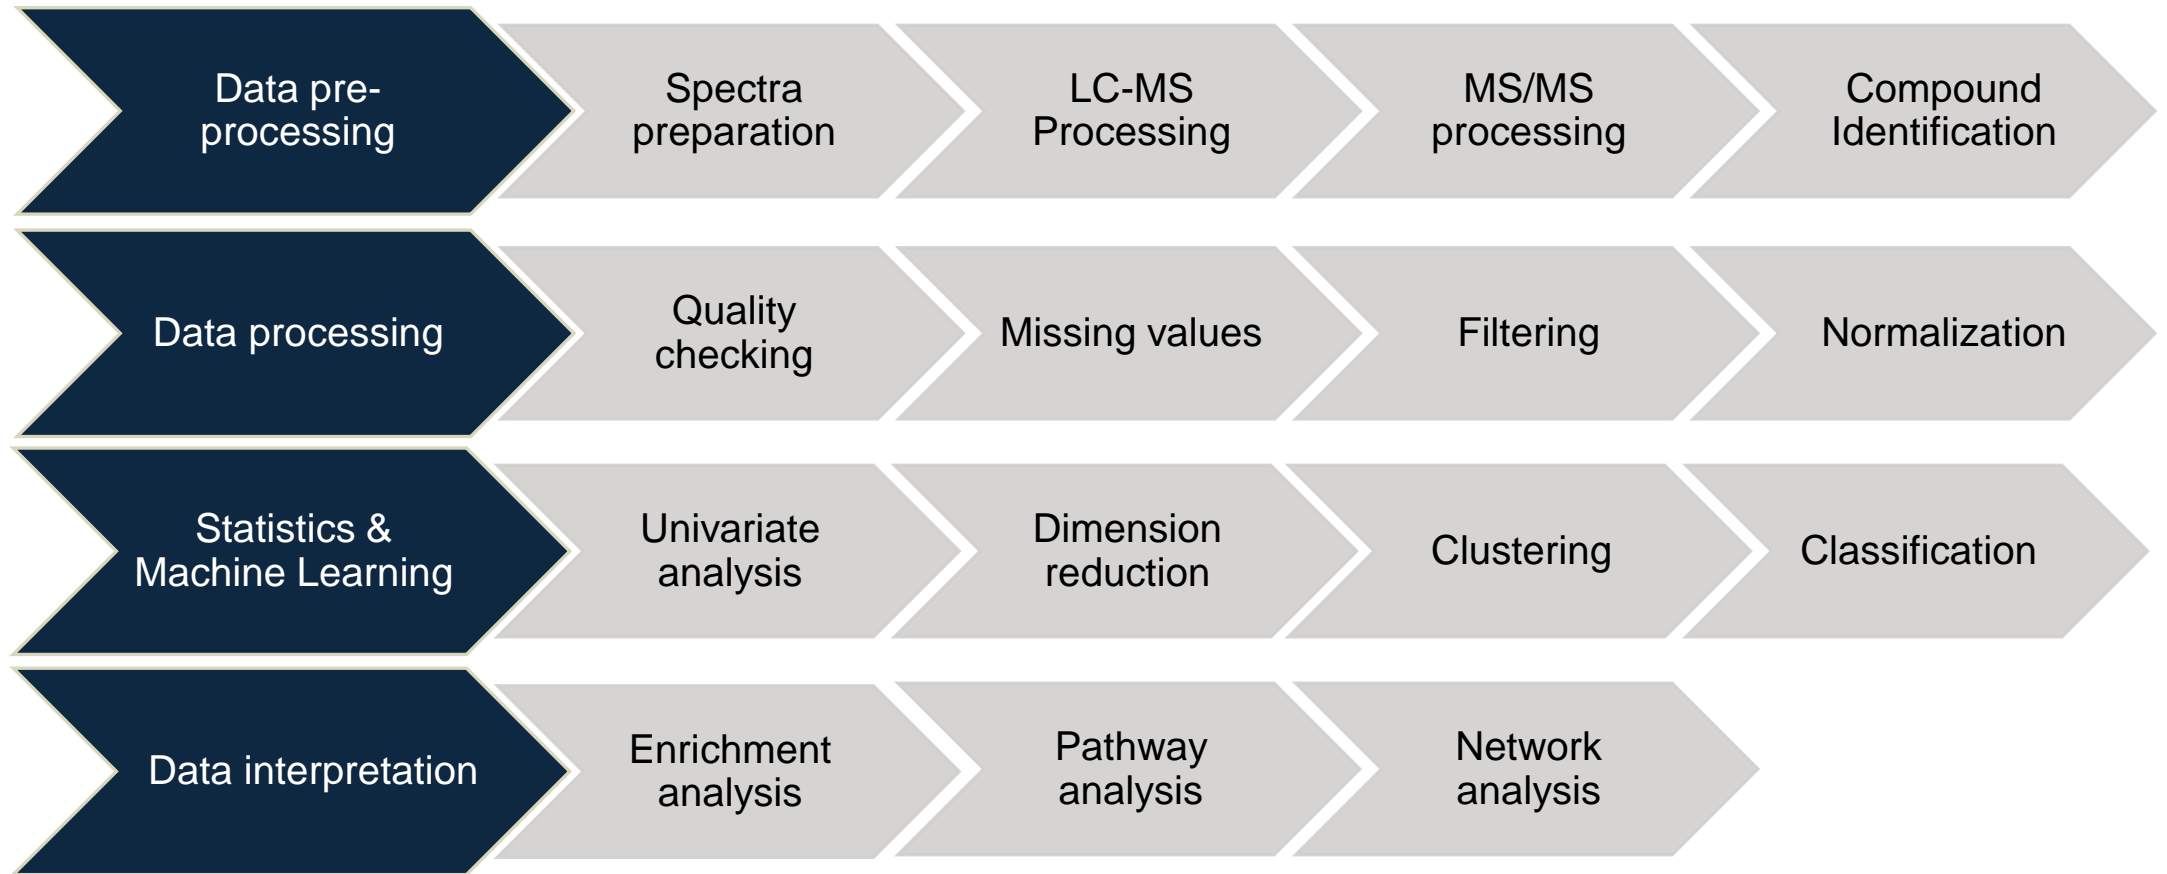 Data pre-
processing
Spectra
preparation
LC-MS
Processing
MS/MS
processing
Compound
Identification
Data processing
Quality
checking
Missing values
Filtering
Normalization
Statistics &
Machine Learning
Univariate
analysis
Dimension
reduction
Clustering
Classification
Data interpretation
Enrichment
analysis
Pathway
analysis
Network
analysis